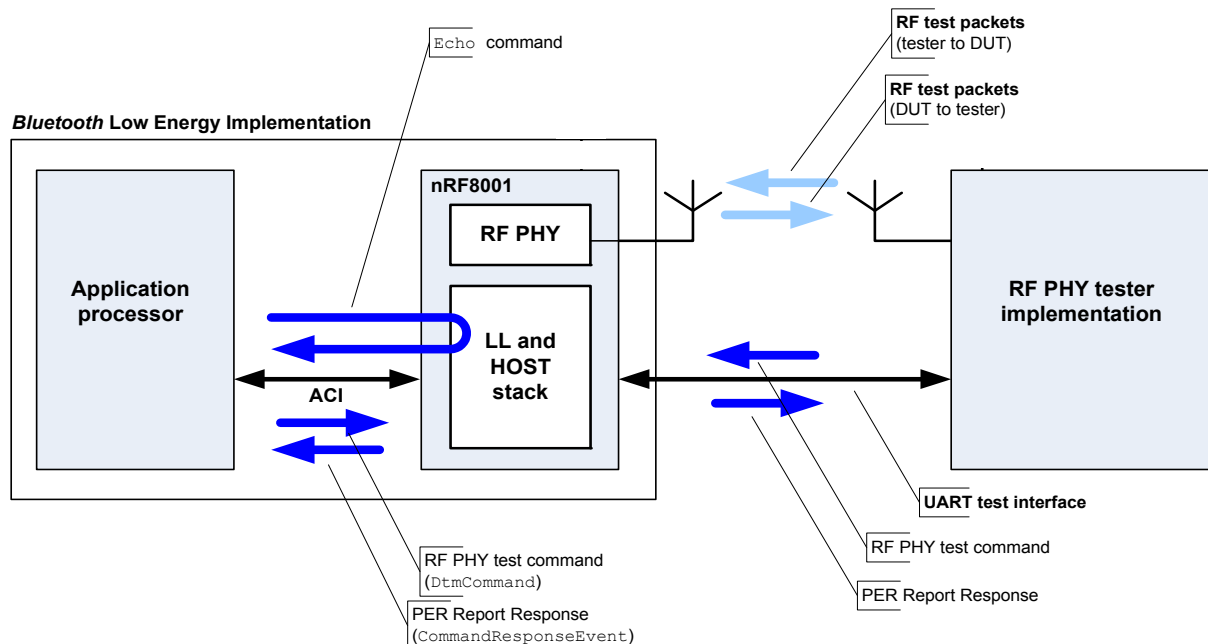 Echo command
RF test packets
(tester to DUT)
RF test packets
(DUT to tester)
Bluetooth Low Energy Implementation
nRF8001
RF PHY
Application
processor
LL and
HOST
stack
RF PHY tester
implementation
ACI
UART test interface
RF PHY test command
RF PHY test command
(DtmCommand)
PER Report Response
PER Report Response
(CommandResponseEvent)